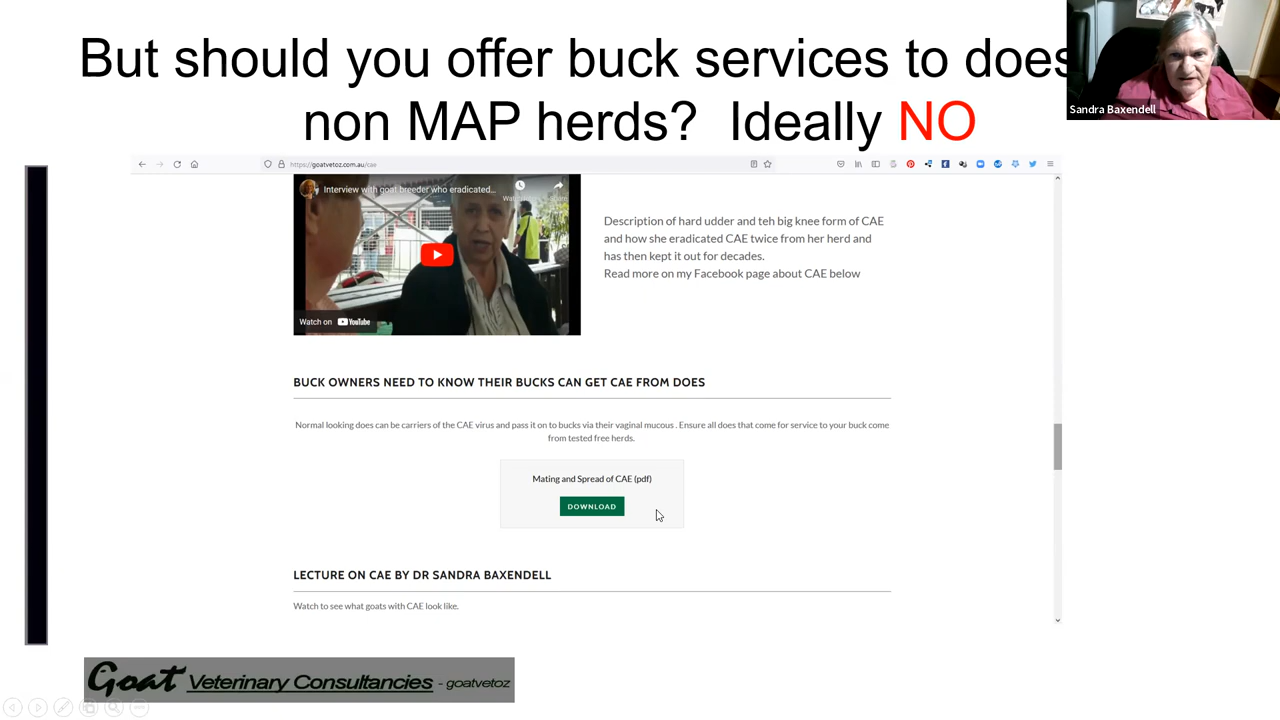 But should you offer buck services to does
non MAP herds? Ideally NO
Sandra Baxendell
https://goatvetoz.com.au/cae
Interview with goat breeder who eradicated...
Description of hard udder and teh big knee form of CAE
and how she eradicated CAE twice from her herd and
has then kept it out for decades.
Read more on my Facebook page about CAE below
Watch on YouTube
BUCK OWNERS NEED TO KNOW THEIR BUCKS CAN GET CAE FROM DOES
Normal looking does can be carriers of the CAE virus and pass it on to bucks via their vaginal mucous . Ensure all does that come for service to your buck come
from tested free herds.
Mating and Spread of CAE (pdf)
DOWNLOAD
LECTURE ON CAE BY DR SANDRA BAXENDELL
Watch to see what goats with CAE look like.
Goat Veterinary Consultancies - goatvetoz